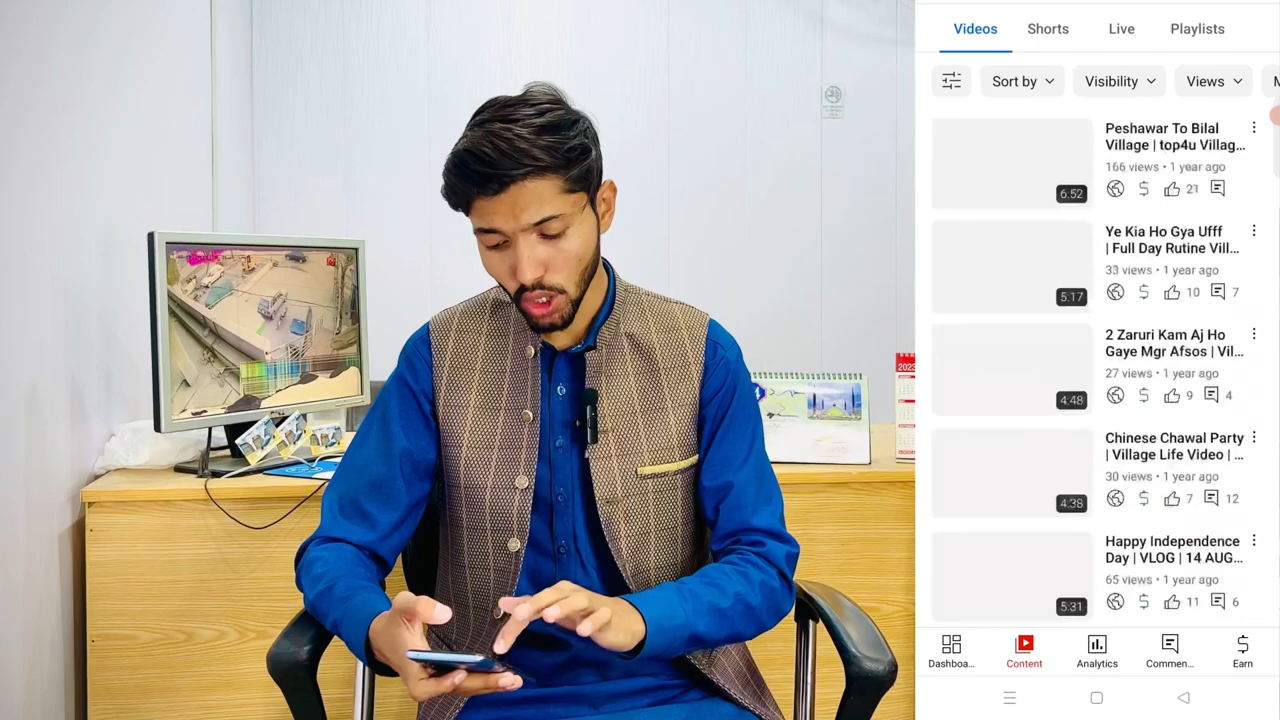 Videos
Shorts
Live
Playlists
Sort by
Visibility
Views
Peshawar To Bilal
Village | top4u Villag...
166 views • 1 year ago
21
6:52
Ye Kia Ho Gya Ufff
| Full Day Rutine Vill...
33 views • 1 year ago
10
7
5:17
2 Zaruri Kam Aj Ho
Gaye Mgr Afsos | Vil...
27 views • 1 year ago
9
4
4:48
Chinese Chawal Party
| Village Life Video | ...
30 views • 1 year ago
7
12
4:38
Happy Independence
Day | VLOG | 14 AUG...
65 views • 1 year ago
11
6
5:31
Dashboa...
Content
Analytics
Commen...
Earn
2023